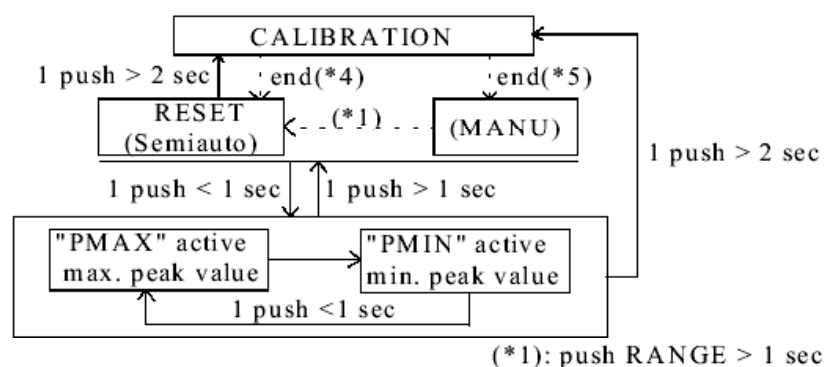 CALIBRATION
1 push > 2 sec
end(*4)
end(*5)
RESET
(Semiauto)
(*1)
(MANU)
1 push > 2 sec
1 push < 1 sec
1 push > 1 sec
"PMAX" active
max. peak value
"PMIN" active
min. peak value
1 push <1 sec
(*1): push RANGE > 1 sec